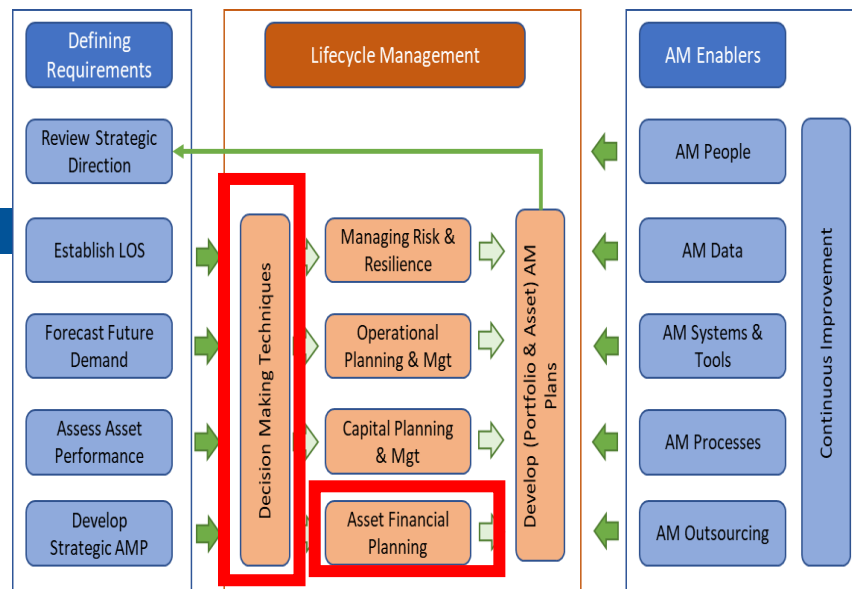 Defining
Requirements
Review Strategic
Direction
Establish LOS
Forecast Future
Demand
Assess Asset
Performance
Develop
Strategic AMP
Lifecycle Management
Decision Making Techniques
Managing Risk &
Resilience
Operational
Planning & Mgt
Capital Planning
& Mgt
Asset Financial
Planning
Develop (Portfolio & Asset) AM
Plans
AM Enablers
AM People
AM Data
AM Systems &
Tools
AM Processes
AM Outsourcing
Continuous Improvement